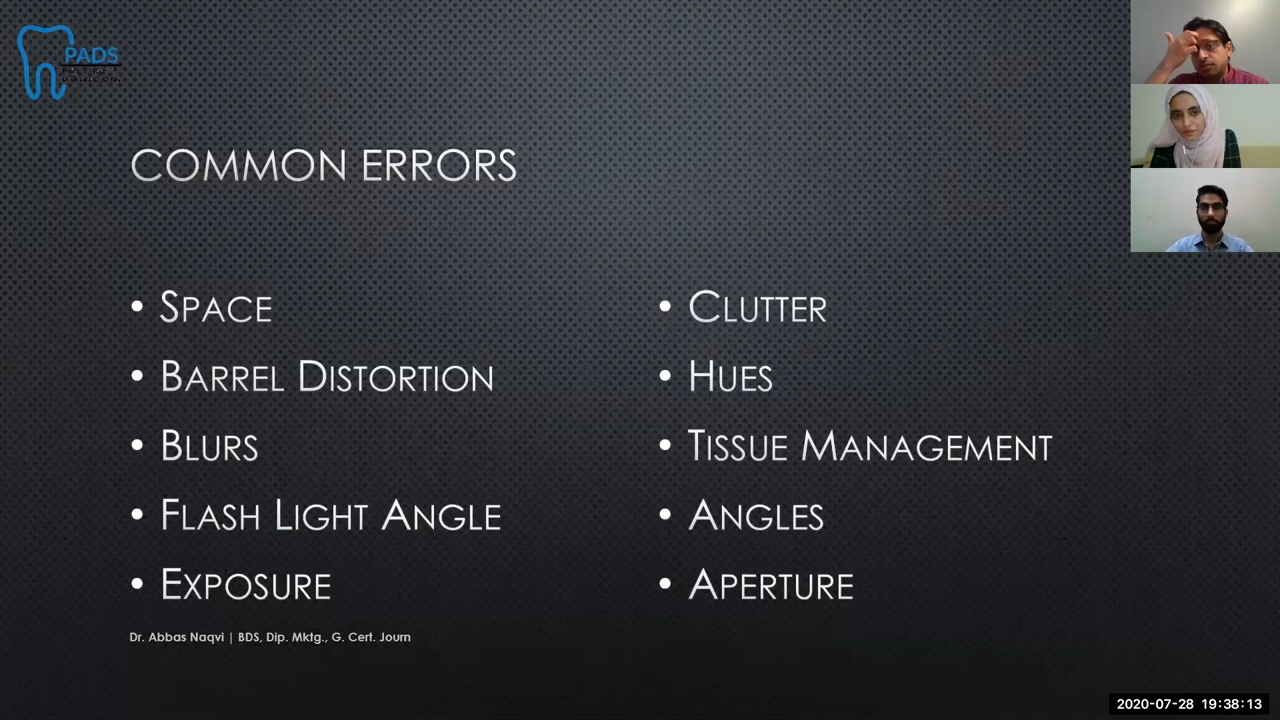 PADS
COMMON ERRORS
• SPACE
• BARREL DISTORTION
• BLURS
• FLASH LIGHT ANGLE
• EXPOSURE
• CLUTTER
• HUES
• TISSUE MANAGEMENT
• ANGLES
• APERTURE
Dr. Abbas Naqvi | BDS, Dip. Mktg., G. Cert. Journ
2020-07-28 19:38:13